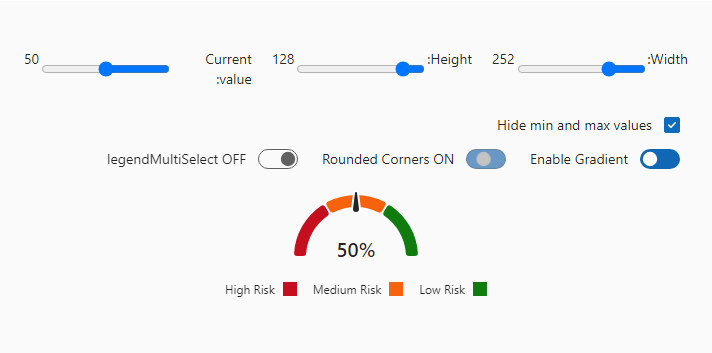 Width:
252
Height:
128
Current
value:
50
Hide min and max values
Enable Gradient
Rounded Corners ON
legendMultiSelect OFF
50%
High Risk
Medium Risk
Low Risk